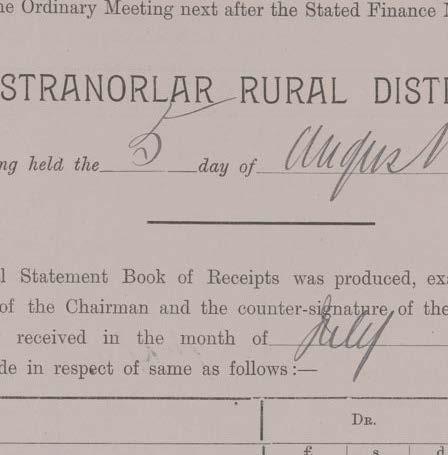 ne Ordinary Meeting next after the Stated Finance
STRANORLAR RURAL DIST
ng held the 5 day of August
l Statement Book of Receipts was produced, ex
of the Chairman and the counter-signature of the
received in the month of July
de in respect of same as follows:—
DR.
£ s. d